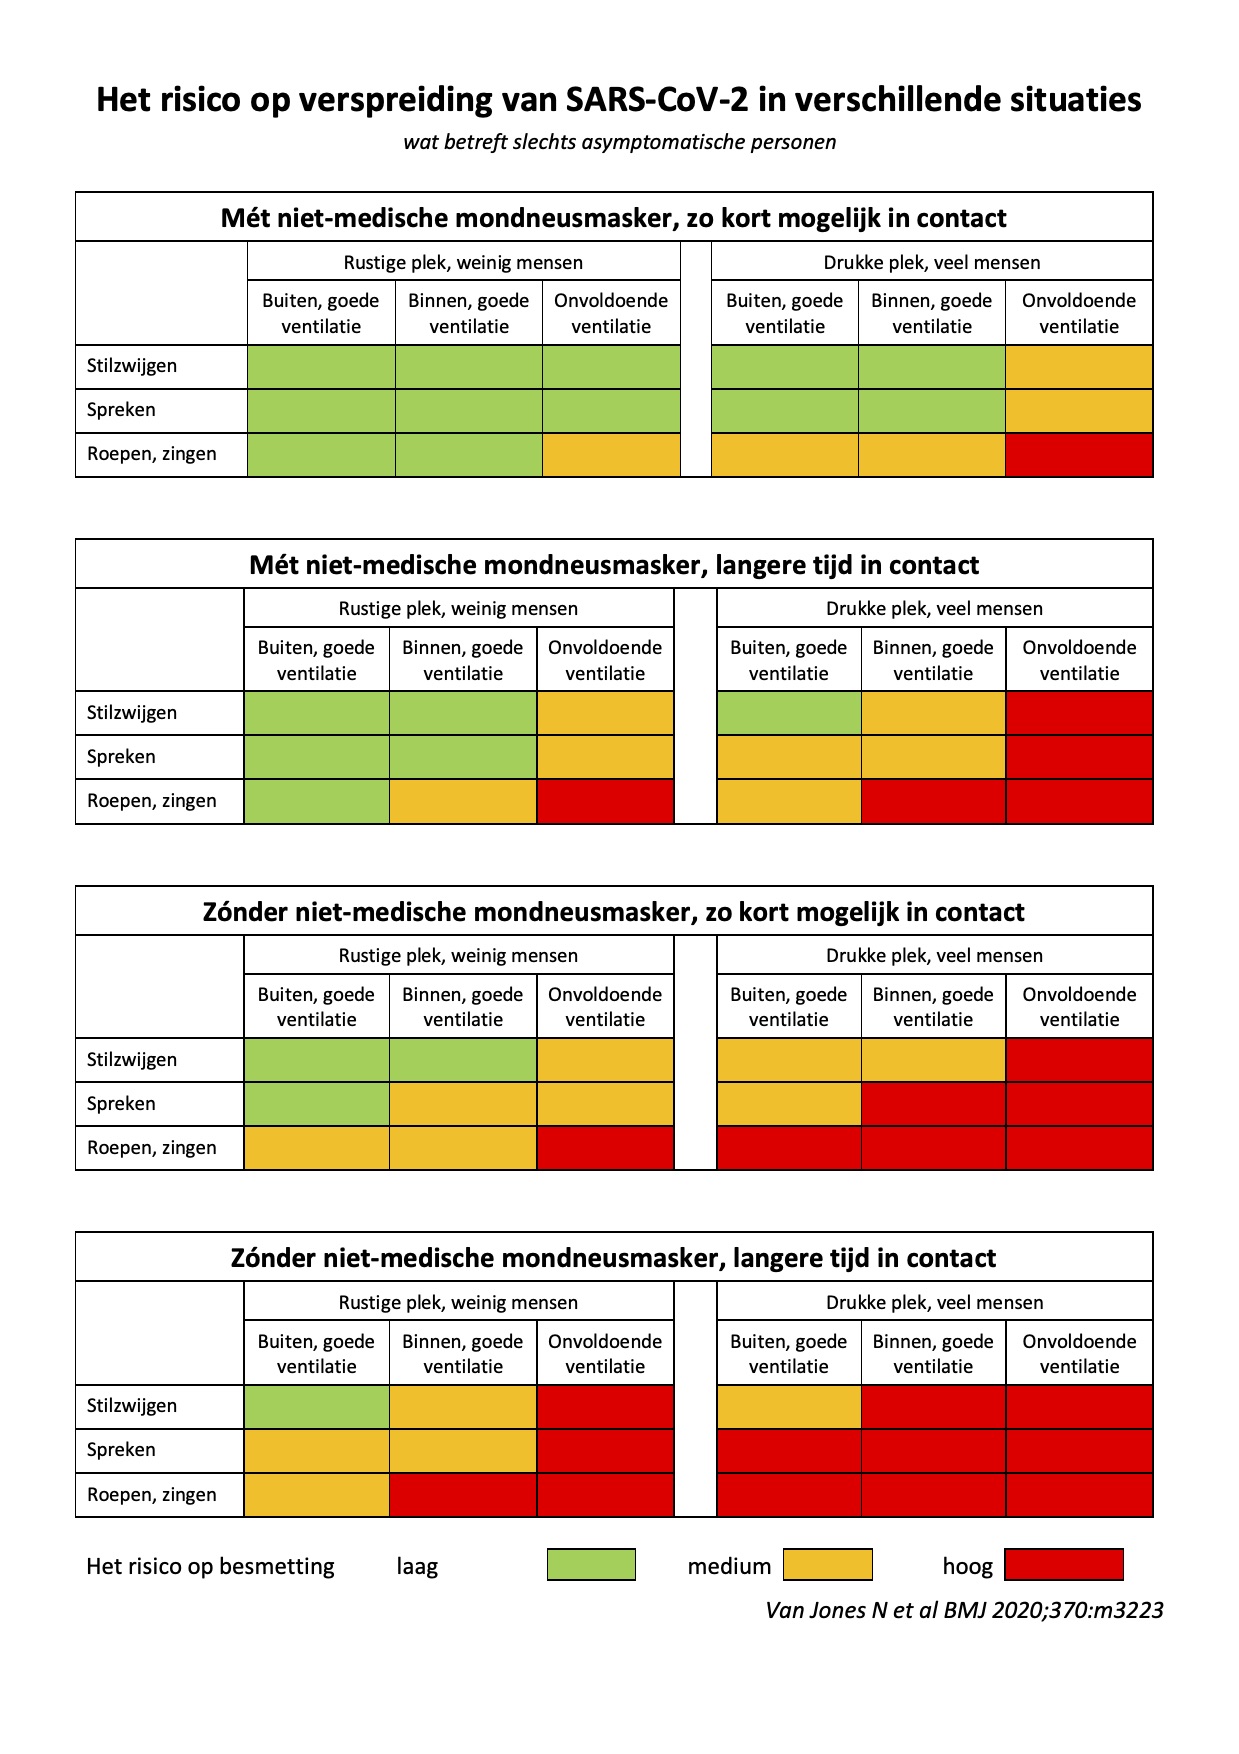 Het risico op verspreiding van SARS-CoV-2 in verschillende situaties
wat betreft slechts asymptomatische personen
Mét niet-medische mondneusmasker, zo kort mogelijk in contact
Rustige plek, weinig mensen
Drukke plek, veel mensen
Buiten, goede ventilatie
Binnen, goede ventilatie
Onvoldoende ventilatie
Buiten, goede ventilatie
Binnen, goede ventilatie
Onvoldoende ventilatie
Stilzwijgen
Spreken
Roepen, zingen
Mét niet-medische mondneusmasker, langere tijd in contact
Rustige plek, weinig mensen
Drukke plek, veel mensen
Buiten, goede ventilatie
Binnen, goede ventilatie
Onvoldoende ventilatie
Buiten, goede ventilatie
Binnen, goede ventilatie
Onvoldoende ventilatie
Stilzwijgen
Spreken
Roepen, zingen
Zónder niet-medische mondneusmasker, zo kort mogelijk in contact
Rustige plek, weinig mensen
Drukke plek, veel mensen
Buiten, goede ventilatie
Binnen, goede ventilatie
Onvoldoende ventilatie
Buiten, goede ventilatie
Binnen, goede ventilatie
Onvoldoende ventilatie
Stilzwijgen
Spreken
Roepen, zingen
Zónder niet-medische mondneusmasker, langere tijd in contact
Rustige plek, weinig mensen
Drukke plek, veel mensen
Buiten, goede ventilatie
Binnen, goede ventilatie
Onvoldoende ventilatie
Buiten, goede ventilatie
Binnen, goede ventilatie
Onvoldoende ventilatie
Stilzwijgen
Spreken
Roepen, zingen
Het risico op besmetting laag medium hoog
Van Jones N et al BMJ 2020;370:m3223